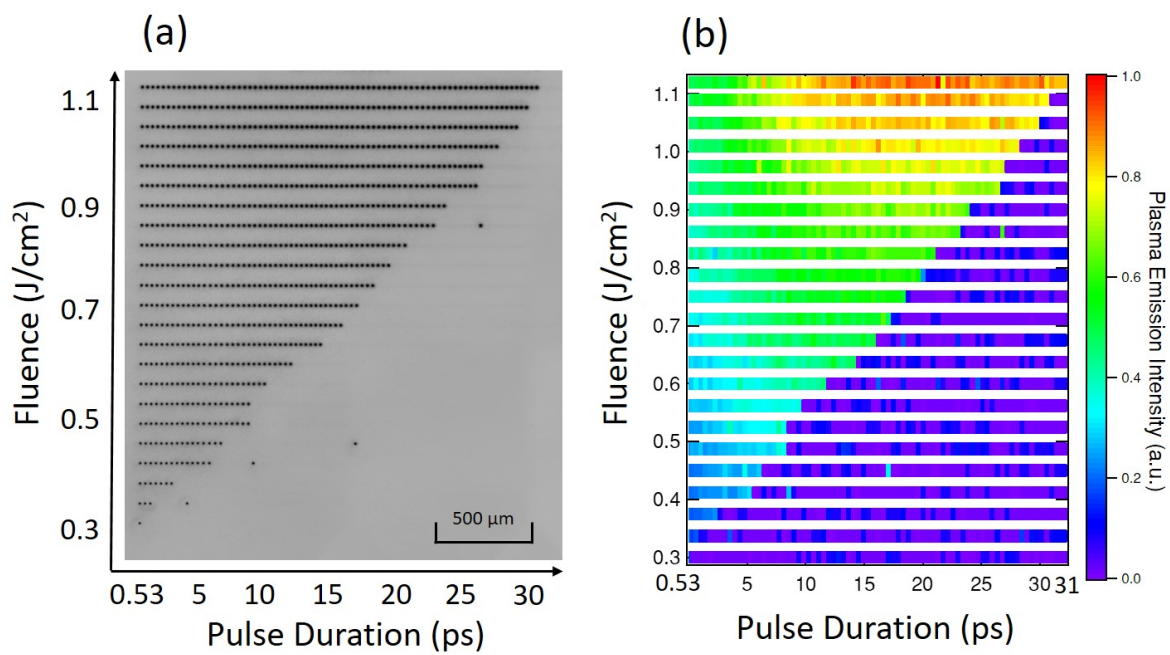 (a)
Fluence (J/cm²)
1.1
0.9
0.7
0.5
0.3
500 µm
0.53 5 10 15 20 25 30
Pulse Duration (ps)
(b)
Fluence (J/cm²)
1.1
1.0
0.9
0.8
0.7
0.6
0.5
0.4
0.3
0.53 5 10 15 20 25 30 31
Pulse Duration (ps)
1.0
0.8
0.6
0.4
0.2
0.0
Plasma Emission Intensity (a.u.)